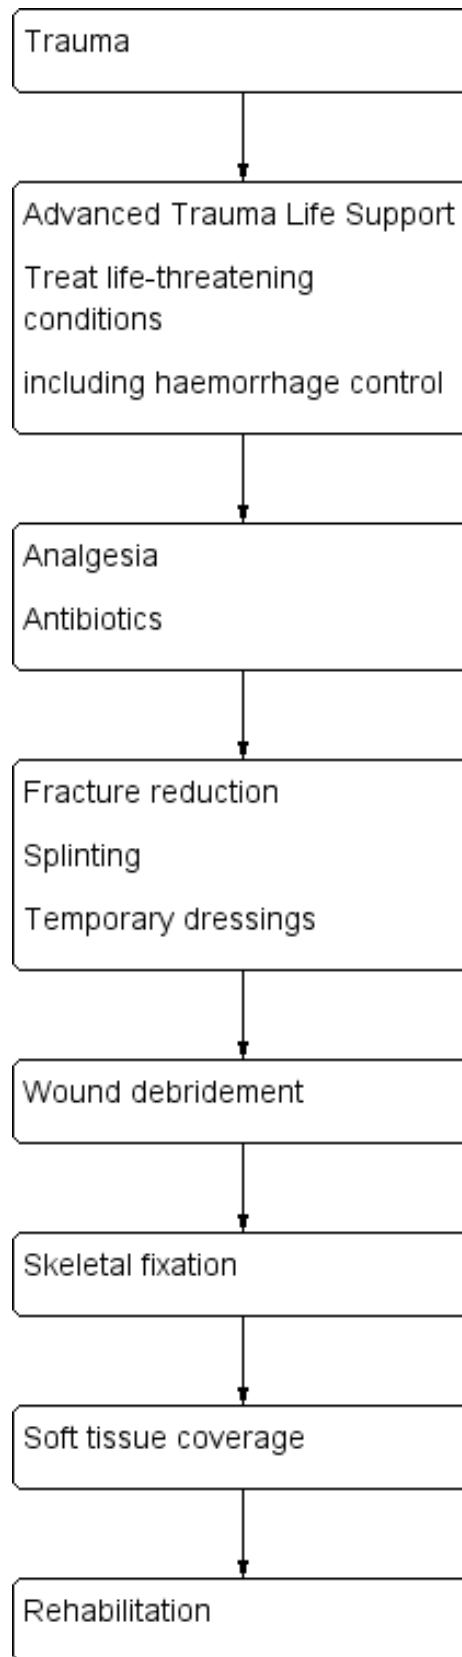 Trauma
Advanced Trauma Life Support
Treat life-threatening
conditions
including haemorrhage control
Analgesia
Antibiotics
Fracture reduction
Splinting
Temporary dressings
Wound debridement
Skeletal fixation
Soft tissue coverage
Rehabilitation